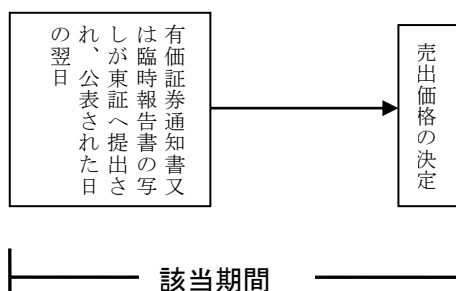 有価証券通知書又
は臨時報告書の写
しが東証へ提出さ
れ、公表された日
の翌日
売出価格の決定
該当期間